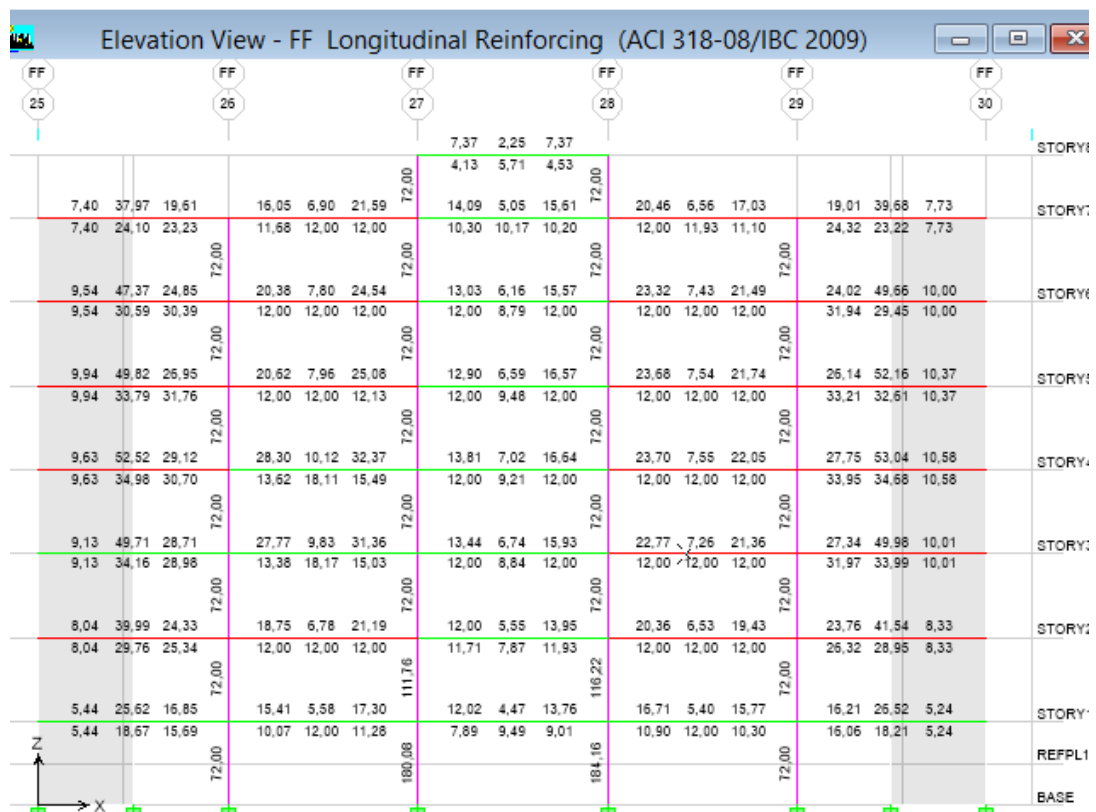 Elevation View - FF Longitudinal Reinforcing (ACI 318-08/IBC 2009)
FF FF FF FF FF FF
25 26 27 28 29 30
7,37 2,25 7,37
STORY8
4,13 5,71 4,53
72,00 72,00
7,40 37,97 19,61 16,05 6,90 21,59 14,09 5,05 15,61 20,46 6,56 17,03 19,01 39,68 7,73
STORY7
7,40 24,10 23,23 11,68 12,00 12,00 10,30 10,17 10,20 12,00 11,93 11,10 24,32 23,22 7,73
72,00 72,00 72,00 72,00
9,54 47,37 24,85 20,38 7,80 24,54 13,03 6,16 15,57 23,32 7,43 21,49 24,02 49,66 10,00
STORY6
9,54 30,59 30,39 12,00 12,00 12,00 12,00 8,79 12,00 12,00 12,00 12,00 31,94 29,45 10,00
72,00 72,00 72,00 72,00
9,94 49,82 26,95 20,62 7,96 25,08 12,90 6,59 16,57 23,68 7,54 21,74 26,14 52,16 10,37
STORY5
9,94 33,79 31,76 12,00 12,00 12,13 12,00 9,48 12,00 12,00 12,00 12,00 33,21 32,61 10,37
72,00 72,00 72,00 72,00
9,63 52,52 29,12 28,30 10,12 32,37 13,81 7,02 16,64 23,70 7,55 22,05 27,75 53,04 10,58
STORY4
9,63 34,98 30,70 13,62 18,11 15,49 12,00 9,21 12,00 12,00 12,00 12,00 33,95 34,68 10,58
72,00 72,00 72,00 72,00
9,13 49,71 28,71 27,77 9,83 31,36 13,44 6,74 15,93 22,77 7,26 21,36 27,34 49,98 10,01
STORY3
9,13 34,16 28,98 13,38 18,17 15,03 12,00 8,84 12,00 12,00 12,00 12,00 31,97 33,99 10,01
72,00 72,00 72,00 72,00
8,04 39,99 24,33 18,75 6,78 21,19 12,00 5,55 13,95 20,36 6,53 19,43 23,76 41,54 8,33
STORY2
8,04 29,76 25,34 12,00 12,00 12,00 11,71 7,87 11,93 12,00 12,00 12,00 26,32 28,95 8,33
72,00 111,76 116,22 72,00
5,44 25,62 16,85 15,41 5,58 17,30 12,02 4,47 13,76 16,71 5,40 15,77 16,21 26,52 5,24
STORY1
5,44 18,67 15,69 10,07 12,00 11,28 7,89 9,49 9,01 10,90 12,00 10,30 16,06 18,21 5,24
Z
72,00 180,08 184,16 72,00
REFPL1
X
BASE